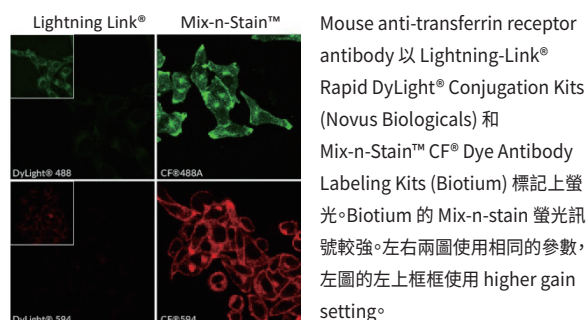 Lightning Link® Mix-n-Stain™
DyLight® 488 CF®488A
DyLight® 594 CF®594
Mouse anti-transferrin receptor
antibody 以 Lightning-Link®
Rapid DyLight® Conjugation Kits
(Novus Biologicals) 和
Mix-n-Stain™ CF® Dye Antibody
Labeling Kits (Biotium) 標記上螢
光。Biotium 的 Mix-n-stain 螢光訊
號較強。左右兩圖使用相同的參數，
左圖的左上框框使用 higher gain
setting。